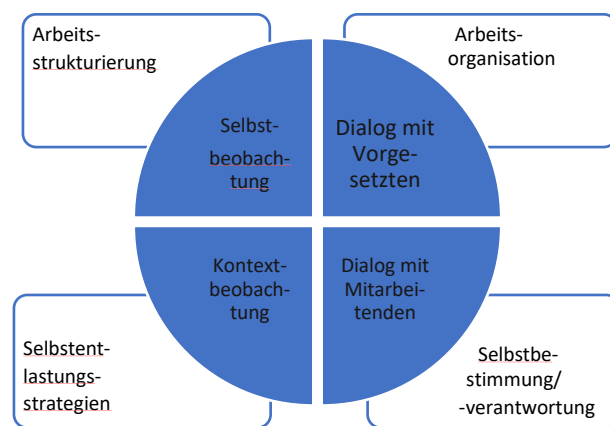 Arbeits-
strukturierung
Arbeits-
organisation
Selbst-
beobach-
tung
Dialog mit
Vorge-
setzten
Kontext-
beobach-
tung
Dialog mit
Mitarbei-
tenden
Selbstent-
lastungs-
strategien
Selbstbe-
stimmung/
-verantwortung